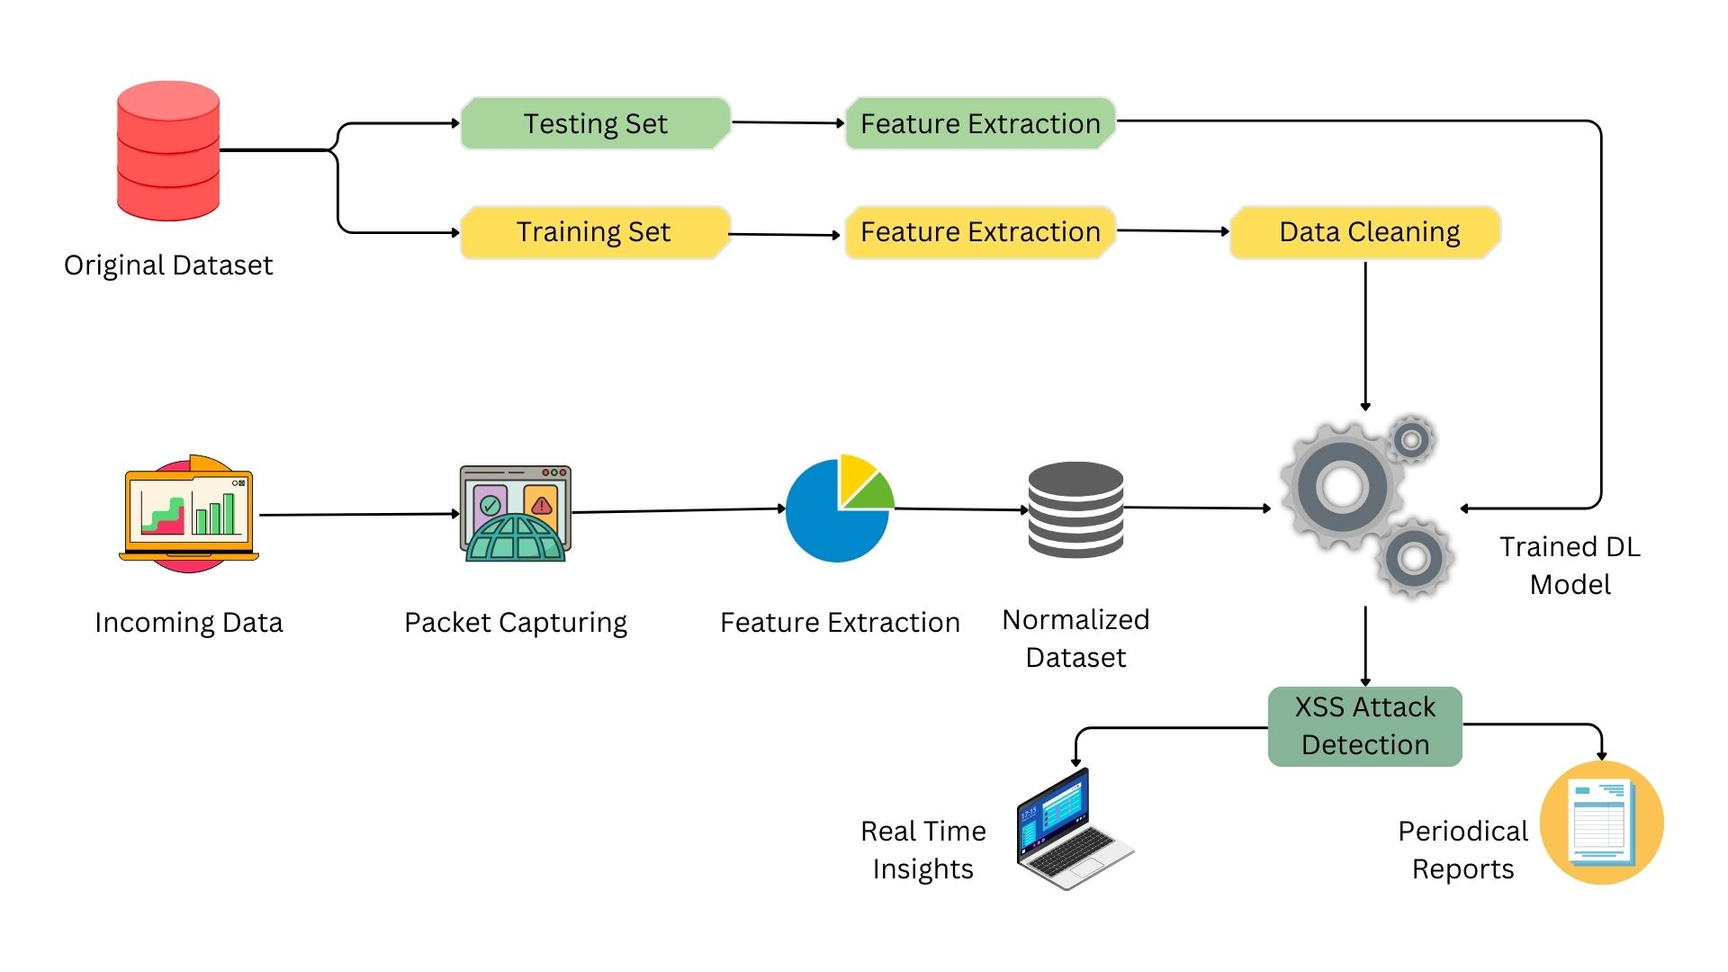 Testing Set
Feature Extraction
Original Dataset
Training Set
Feature Extraction
Data Cleaning
Incoming Data
Packet Capturing
Feature Extraction
Normalized
Dataset
Trained DL
Model
XSS Attack
Detection
Real Time
Insights
Periodical
Reports